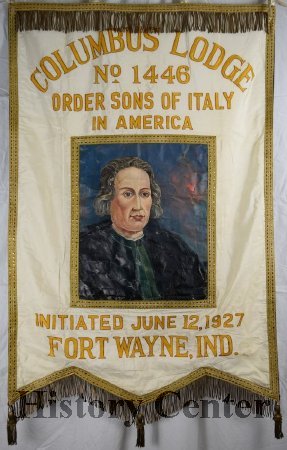 COLUMBUS LODGE
No 1446
ORDER SONS OF ITALY
IN AMERICA
INITIATED JUNE 12, 1927
FORT WAYNE, IND.
History Center